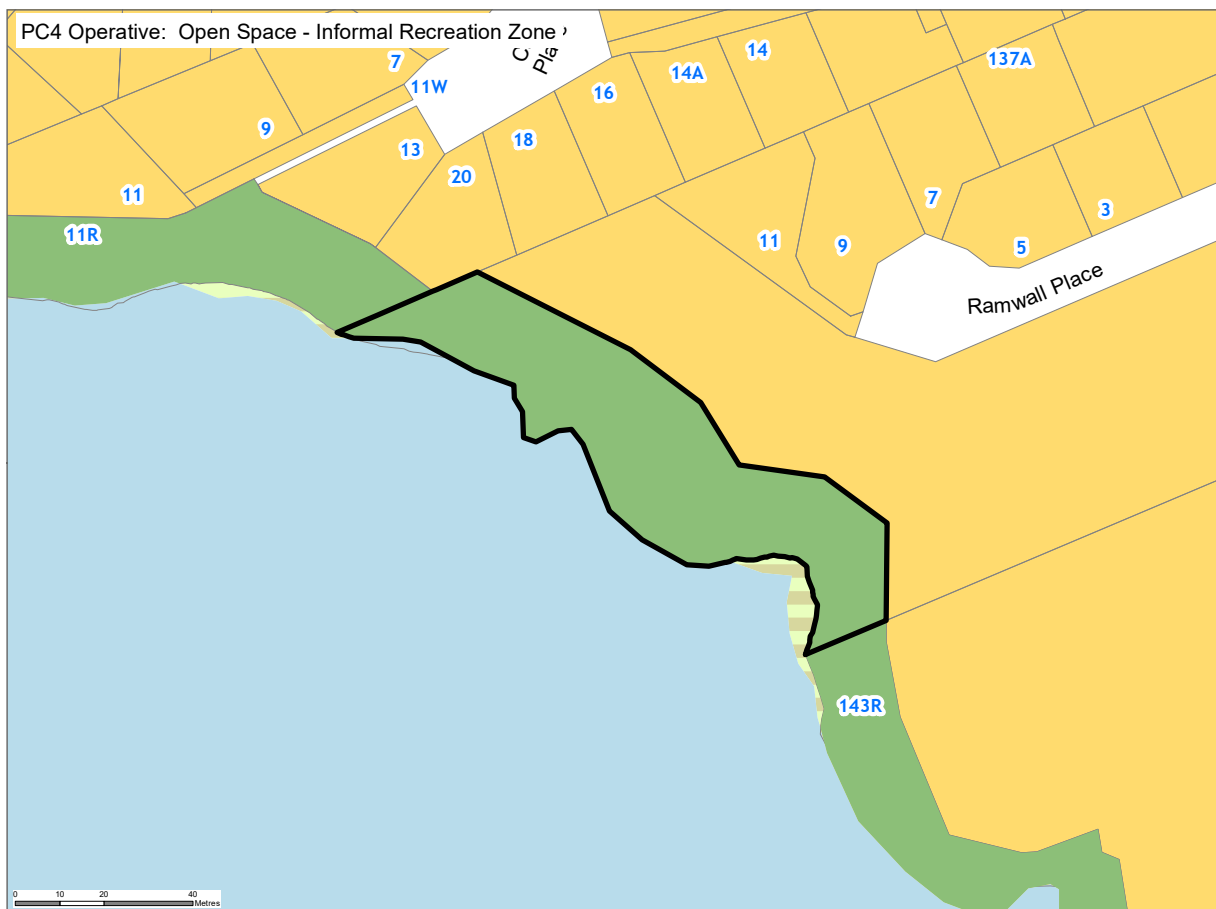 PC4 Operative: Open Space - Informal Recreation Zone
7
11W
16
14A
14
137A
9
13
18
20
11
11R
11
9
7
5
3
Ramwall Place
143R
0 10 20 40
Metres